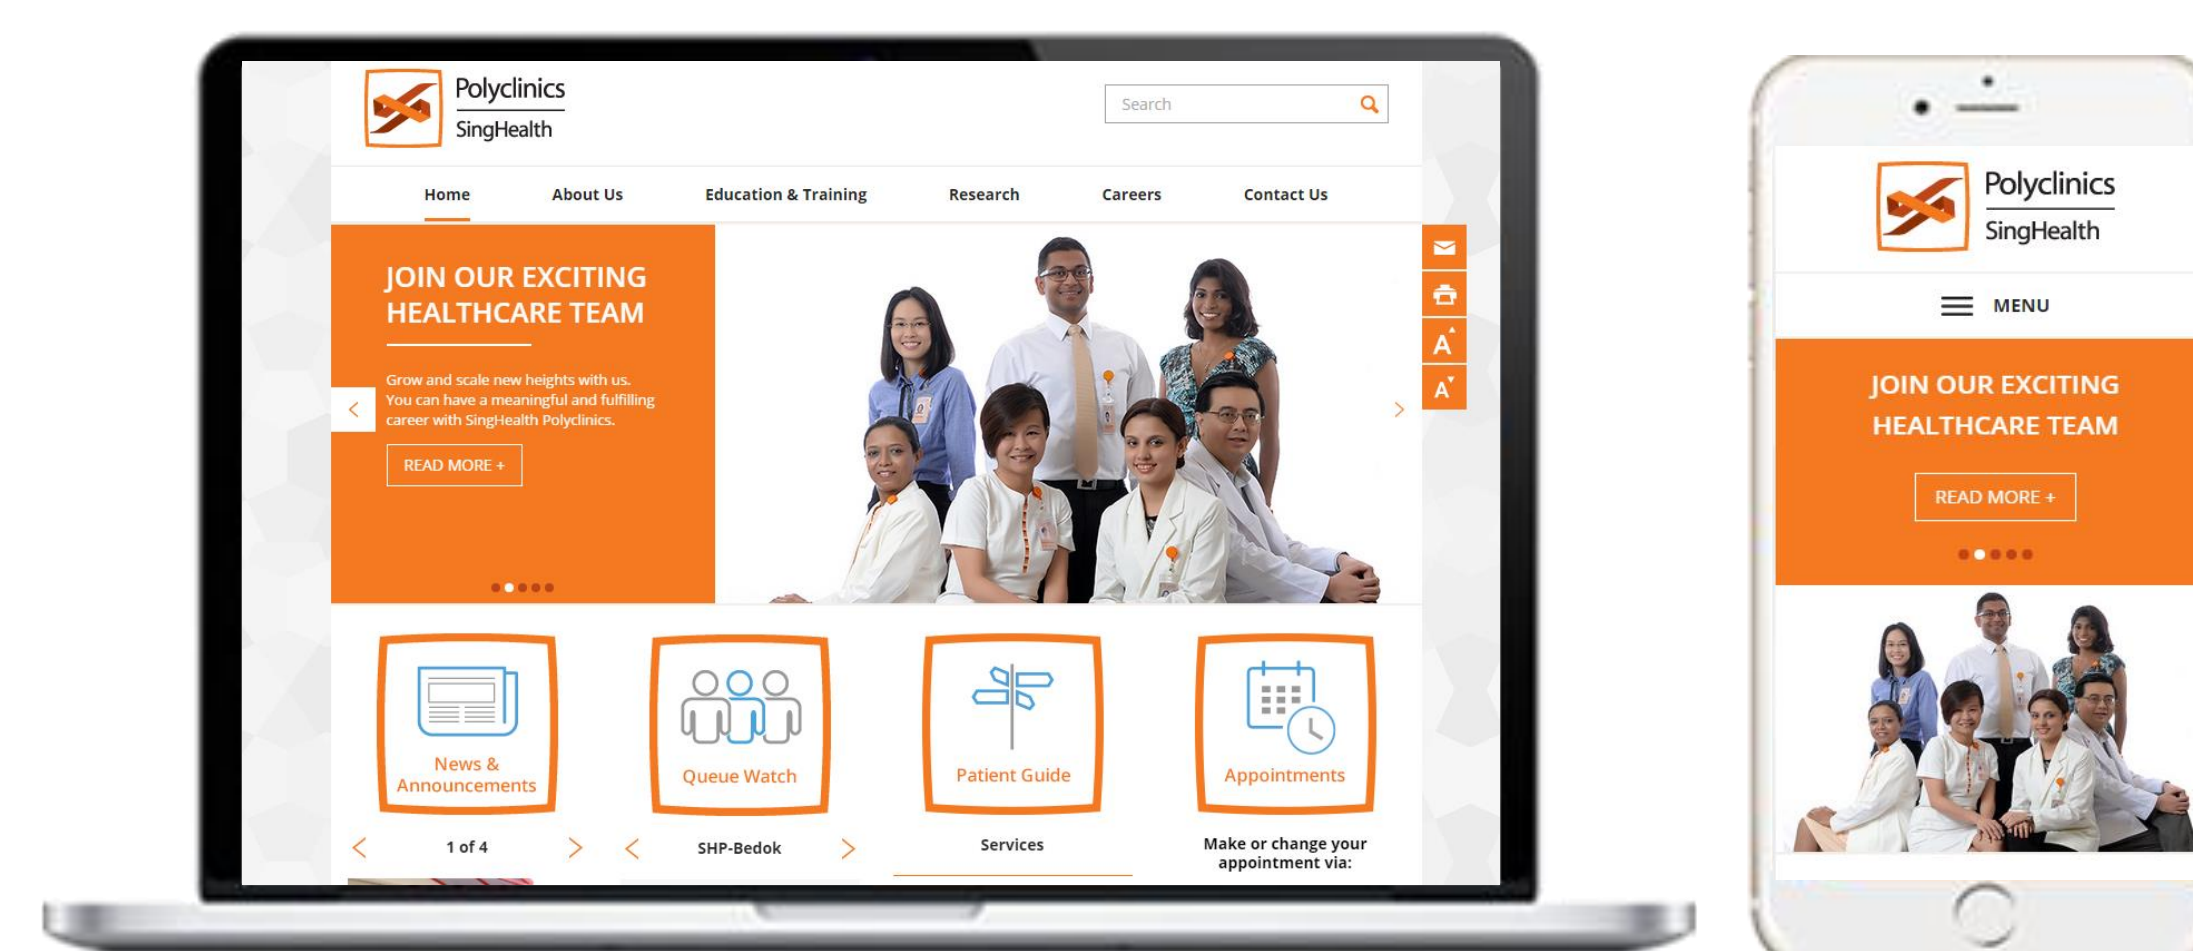 Polyclinics
SingHealth
Search
Home About Us Education & Training Research Careers Contact Us
JOIN OUR EXCITING
HEALTHCARE TEAM
Grow and scale new heights with us.
You can have a meaningful and fulfilling
career with SingHealth Polyclinics.
READ MORE +
A
A
News &
Announcements
Queue Watch
Patient Guide
Appointments
1 of 4
SHP-Bedok
Services
Make or change your
appointment via:
Polyclinics
SingHealth
MENU
JOIN OUR EXCITING
HEALTHCARE TEAM
READ MORE +